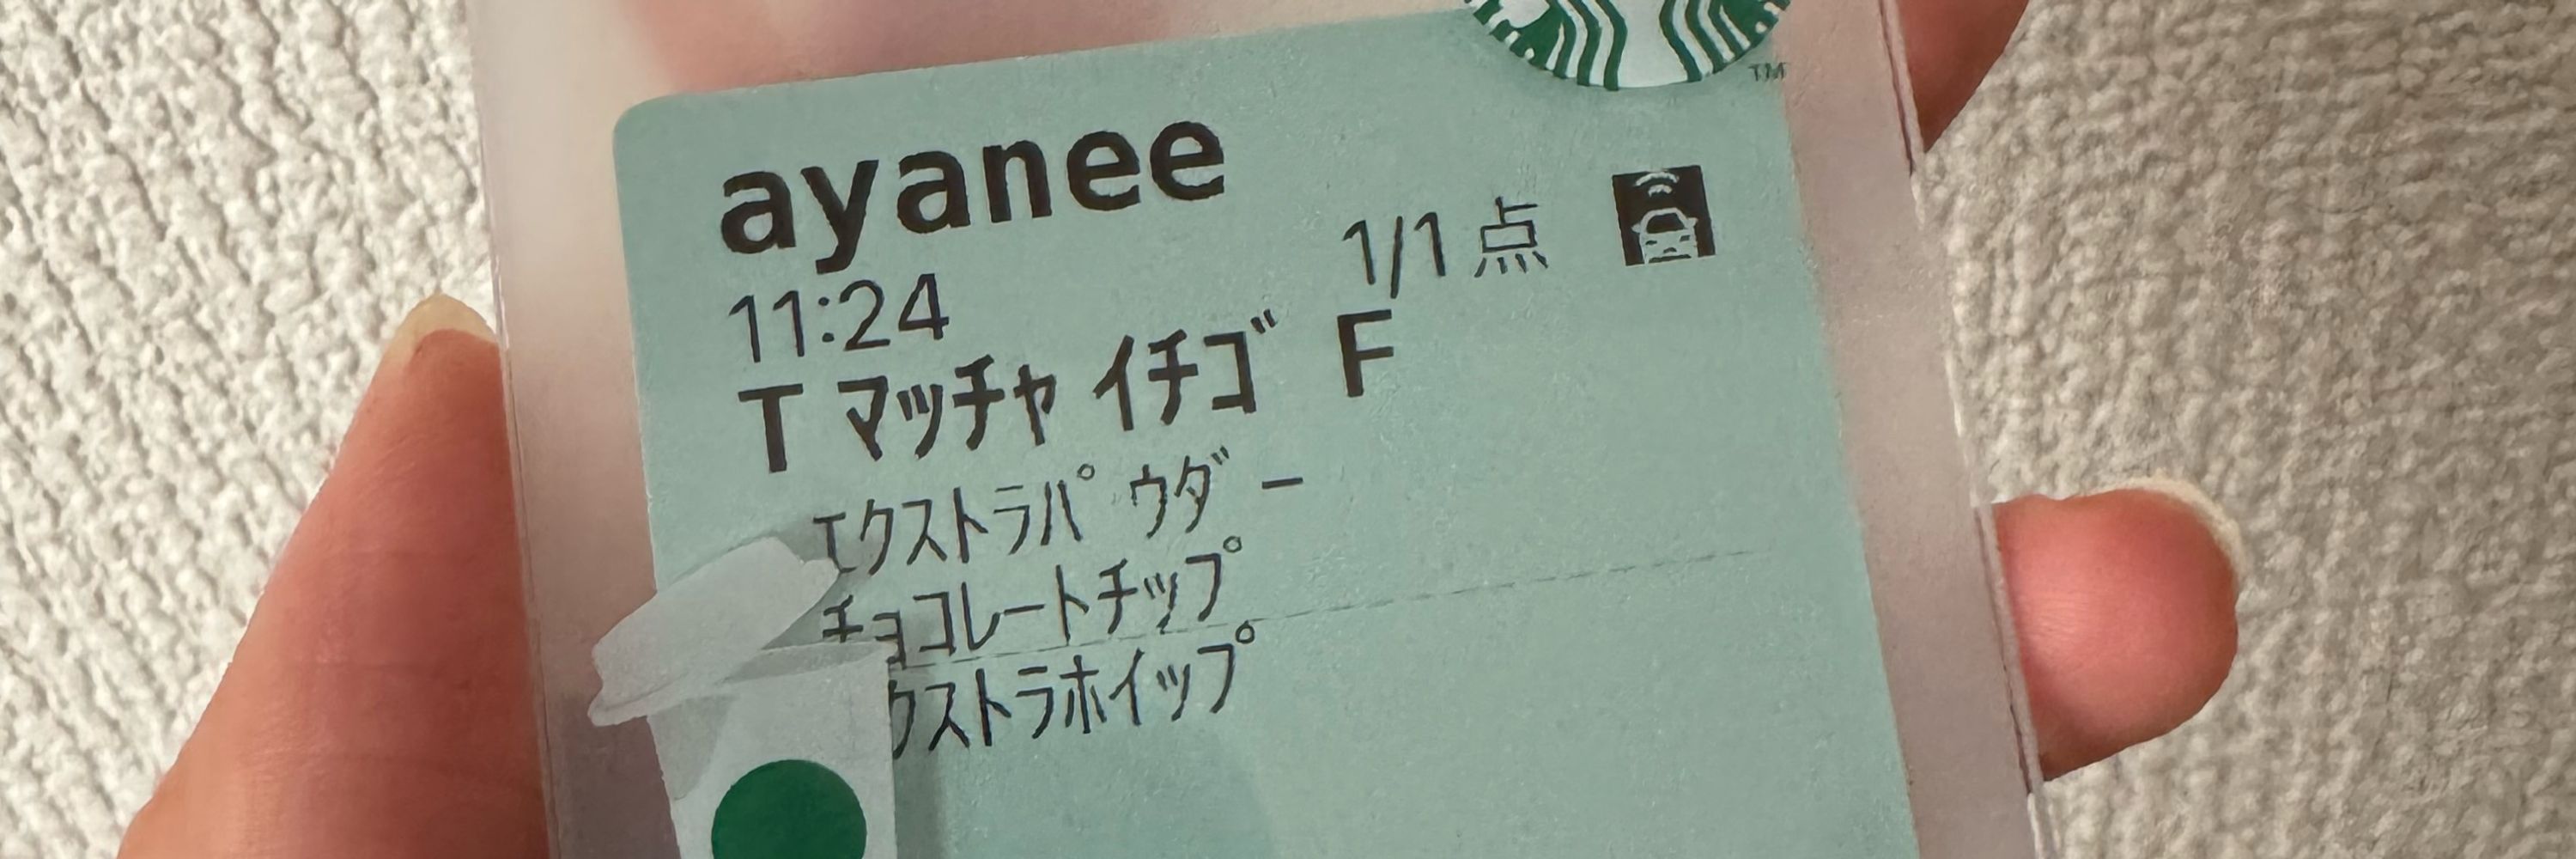 TM
ayanee
11:24
1/1点
T マッチャ イチゴ F
エクストラパウダー
チョコレートチップ
クストラホイップ